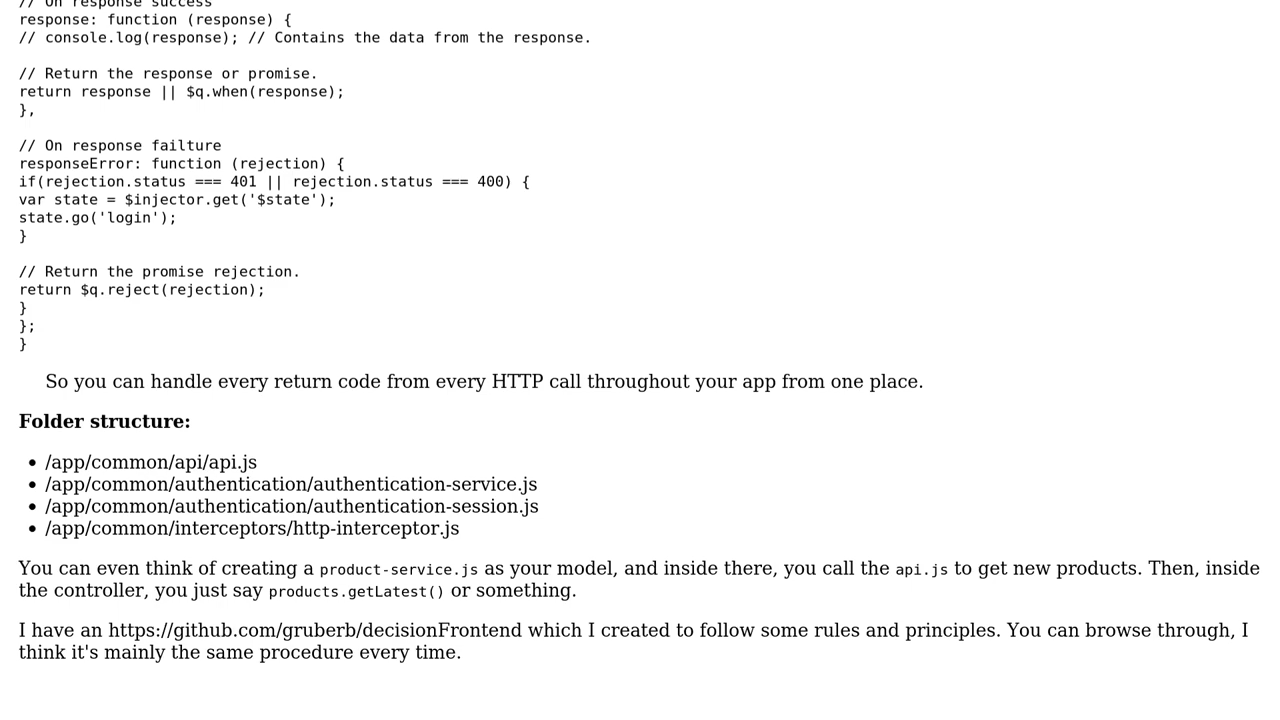 // On response success
response: function (response) {
// console.log(response); // Contains the data from the response.
// Return the response or promise.
return response || $q.when(response);
},
// On response failture
responseError: function (rejection) {
if(rejection.status === 401 || rejection.status === 400) {
var state = $injector.get('$state');
state.go('login');
}
// Return the promise rejection.
return $q.reject(rejection);
}
};
}
So you can handle every return code from every HTTP call throughout your app from one place.
Folder structure:
• /app/common/api/api.js
• /app/common/authentication/authentication-service.js
• /app/common/authentication/authentication-session.js
• /app/common/interceptors/http-interceptor.js
You can even think of creating a product-service.js as your model, and inside there, you call the api.js to get new products. Then, inside
the controller, you just say products.getLatest() or something.
I have an https://github.com/gruberb/decisionFrontend which I created to follow some rules and principles. You can browse through, I
think it's mainly the same procedure every time.